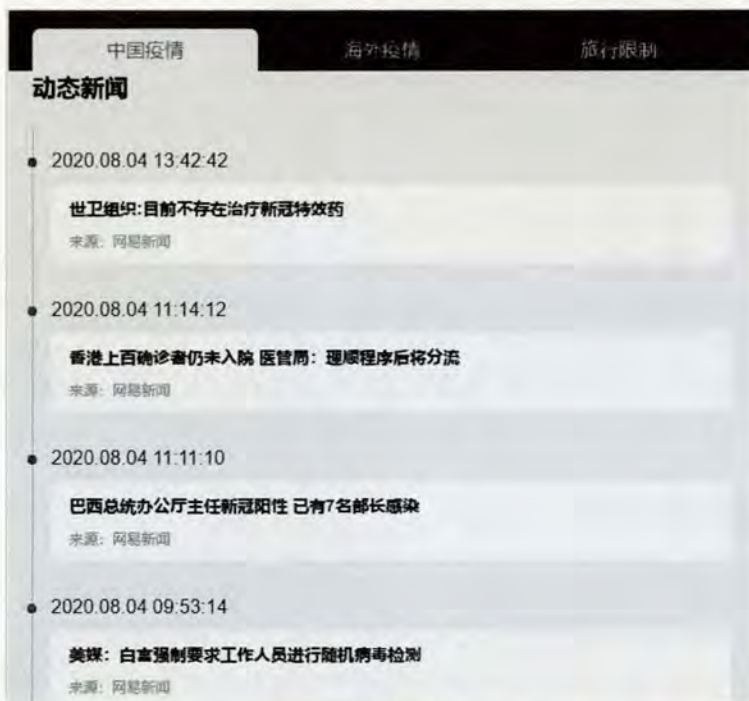 中国疫情 海外疫情 旅行限制
动态新闻
2020.08.04 13:42:42
世卫组织:目前不存在治疗新冠特效药
来源：网易新闻
2020.08.04 11:14:12
香港上百确诊者仍未入院 医管局：理顺程序后将分流
来源：网易新闻
2020.08.04 11:11:10
巴西总统办公厅主任新冠阳性 已有7名部长感染
来源：网易新闻
2020.08.04 09:53:14
美媒：白宫强制要求工作人员进行随机病毒检测
来源：网易新闻